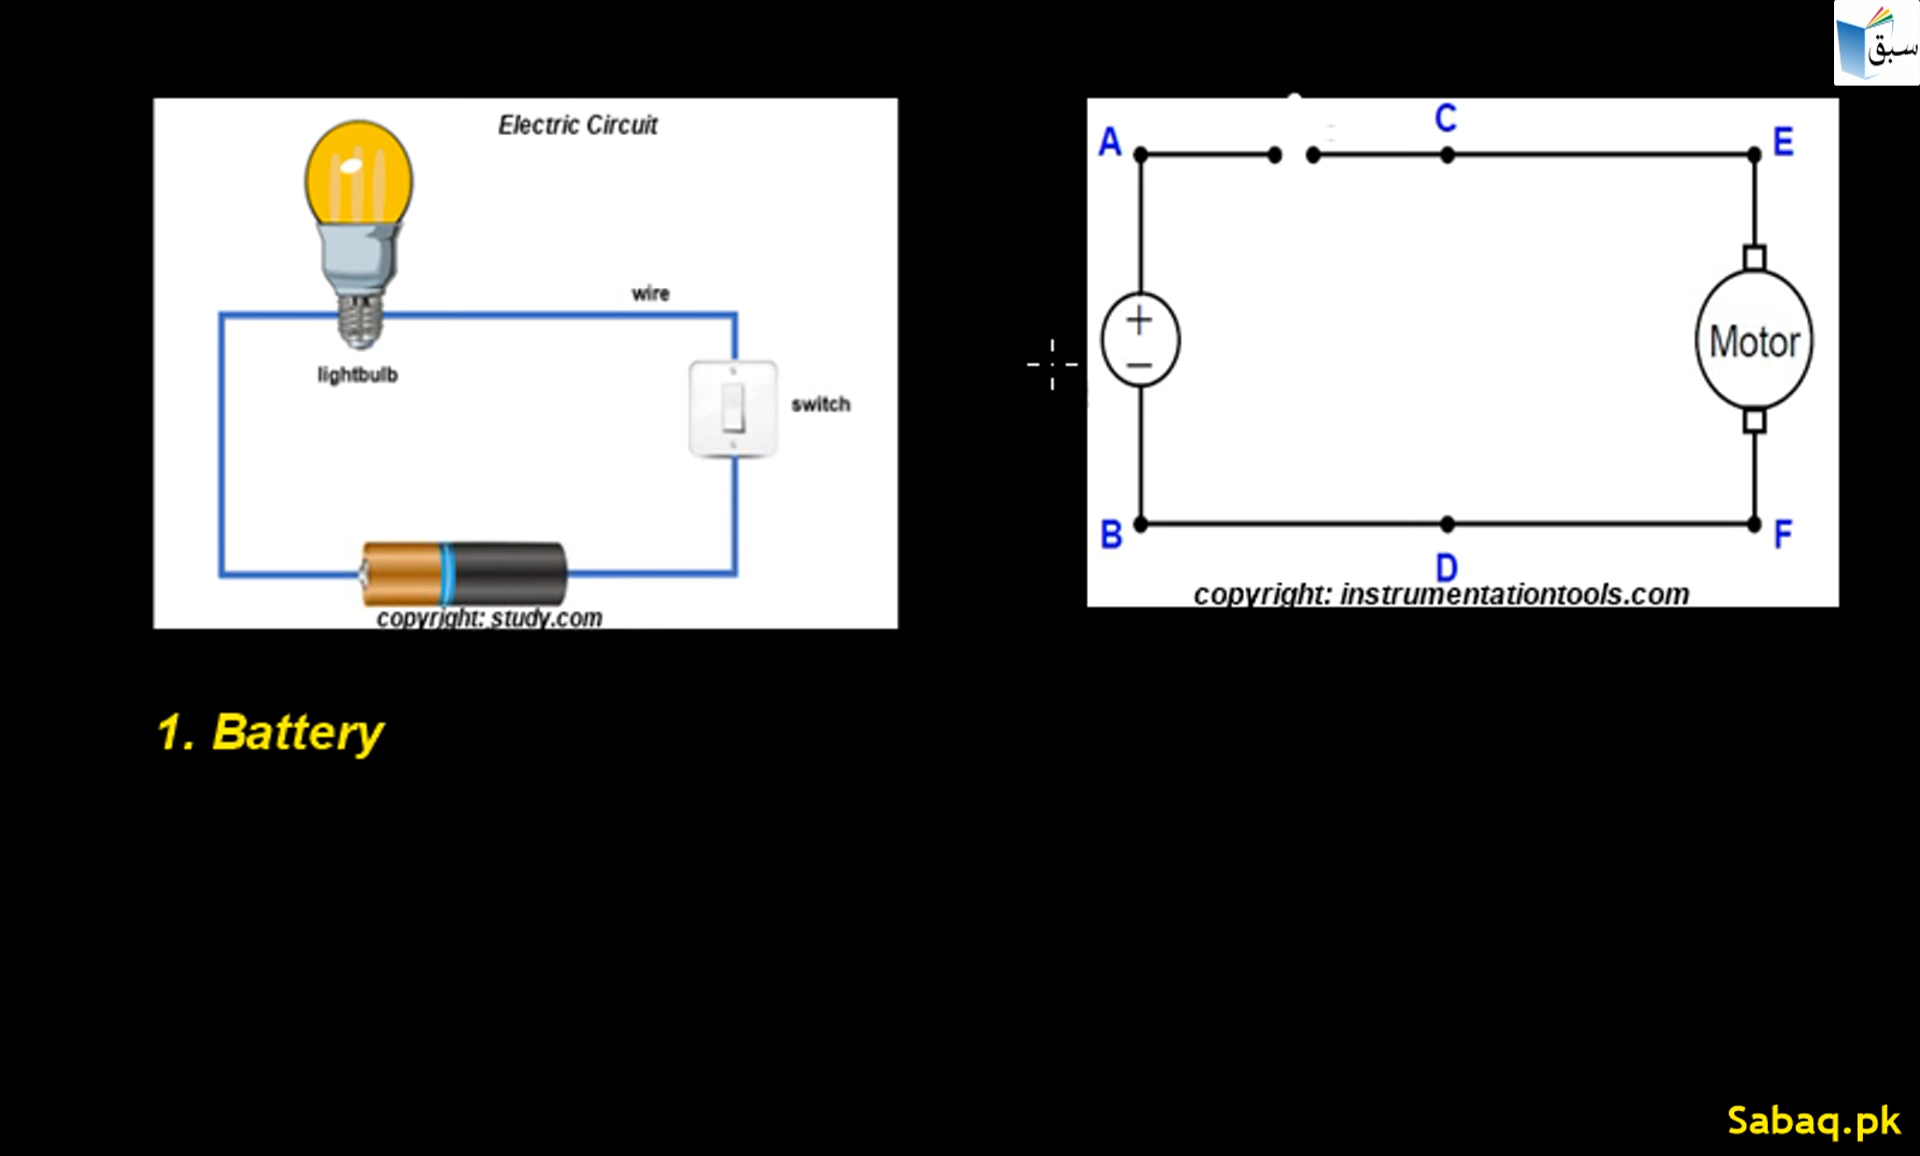 سبق
Electric Circuit
wire
lightbulb
switch
copyright: study.com
A
C
E
+
−
Motor
B
D
F
copyright: instrumentationtools.com
1. Battery
Sabaq.pk